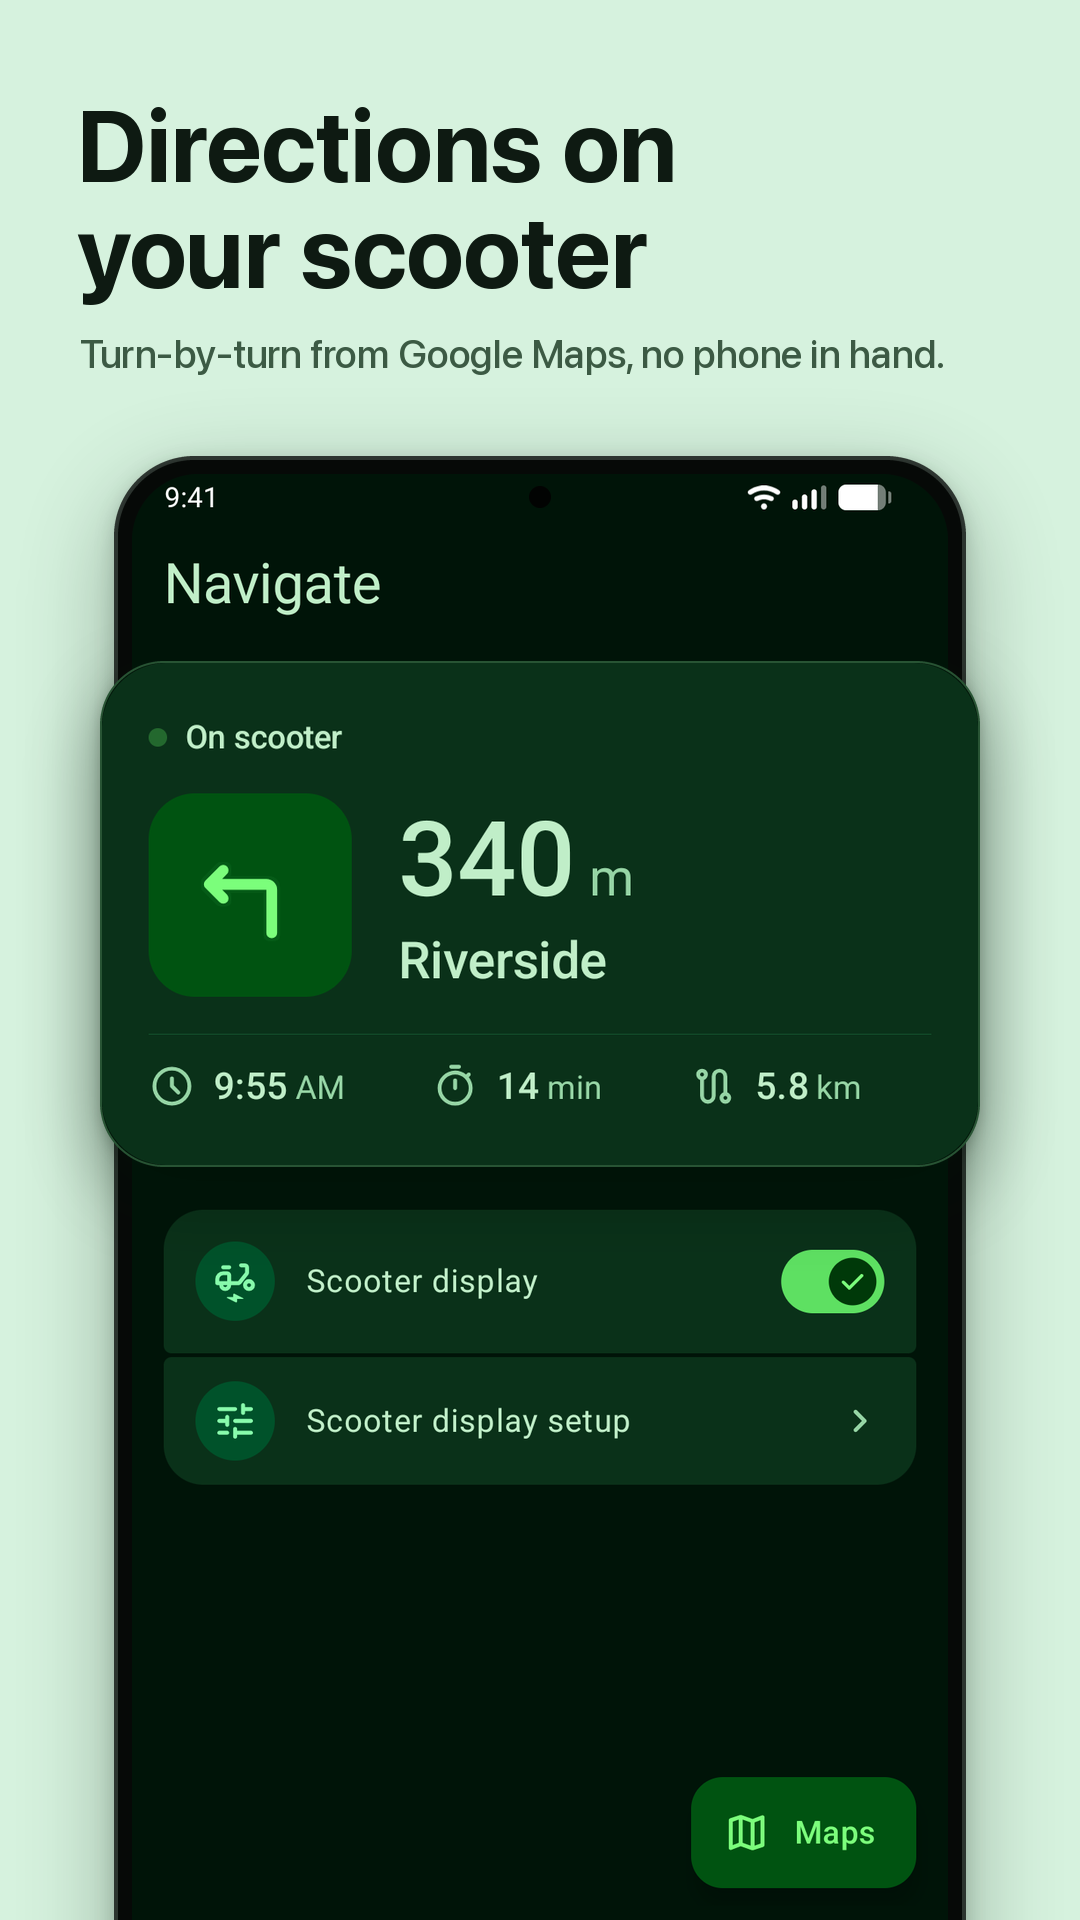 Directions on
your scooter
Turn-by-turn from Google Maps, no phone in hand.
9:41
Navigate
On scooter
340 m
Riverside
9:55 AM 14 min 5.8 km
Scooter display
Scooter display setup
Maps